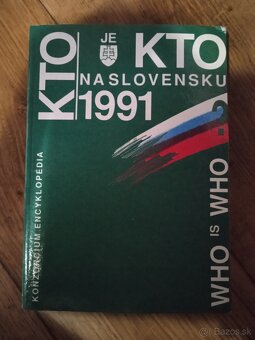 KTO
JE
KTO
NA SLOVENSKU
1991
WHO IS WHO
KONZORCIUM ENCYKLOPÉDIA
© Bazos.sk